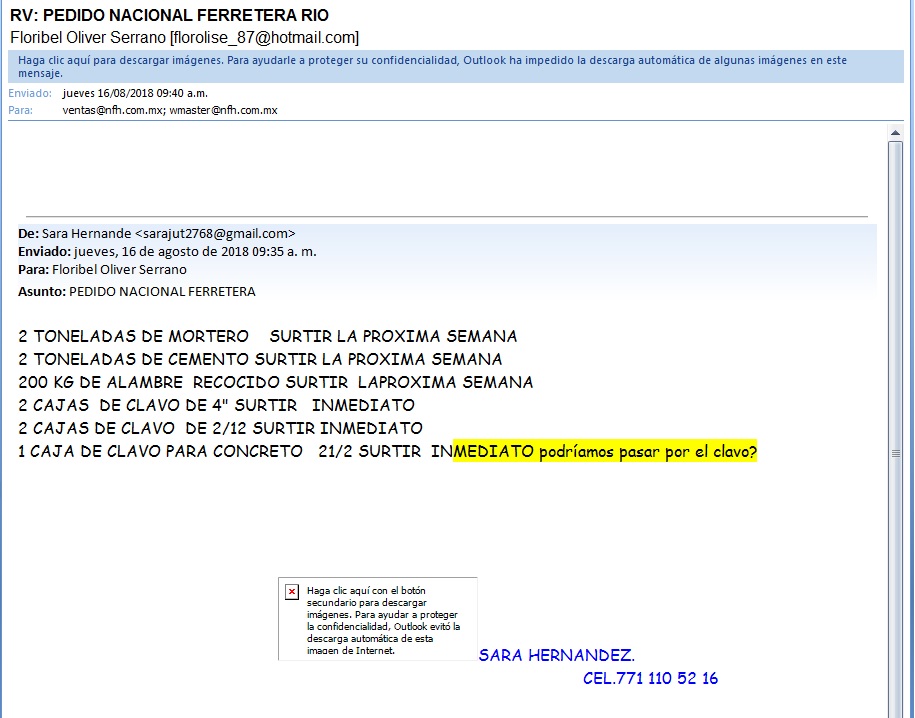 RV: PEDIDO NACIONAL FERRETERA RIO
Floribel Oliver Serrano [florolise_87@hotmail.com]
Haga clic aquí para descargar imágenes. Para ayudarle a proteger su confidencialidad, Outlook ha impedido la descarga automática de algunas imágenes en este
mensaje.
Enviado: jueves 16/08/2018 09:40 a.m.
Para: ventas@nfh.com.mx; wmaster@nfh.com.mx
De: Sara Hernande <sarajut2768@gmail.com>
Enviado: jueves, 16 de agosto de 2018 09:35 a. m.
Para: Floribel Oliver Serrano
Asunto: PEDIDO NACIONAL FERRETERA
2 TONELADAS DE MORTERO SURTIR LA PROXIMA SEMANA
2 TONELADAS DE CEMENTO SURTIR LA PROXIMA SEMANA
200 KG DE ALAMBRE RECOCIDO SURTIR LAPROXIMA SEMANA
2 CAJAS DE CLAVO DE 4" SURTIR INMEDIATO
2 CAJAS DE CLAVO DE 2/12 SURTIR INMEDIATO
1 CAJA DE CLAVO PARA CONCRETO 21/2 SURTIR INMEDIATO podríamos pasar por el clavo?
Haga clic aquí con el botón
secundario para descargar
imágenes. Para ayudar a proteger
la confidencialidad, Outlook evitó la
descarga automática de esta
imagen de Internet.
SARA HERNANDEZ.
CEL.771 110 52 16